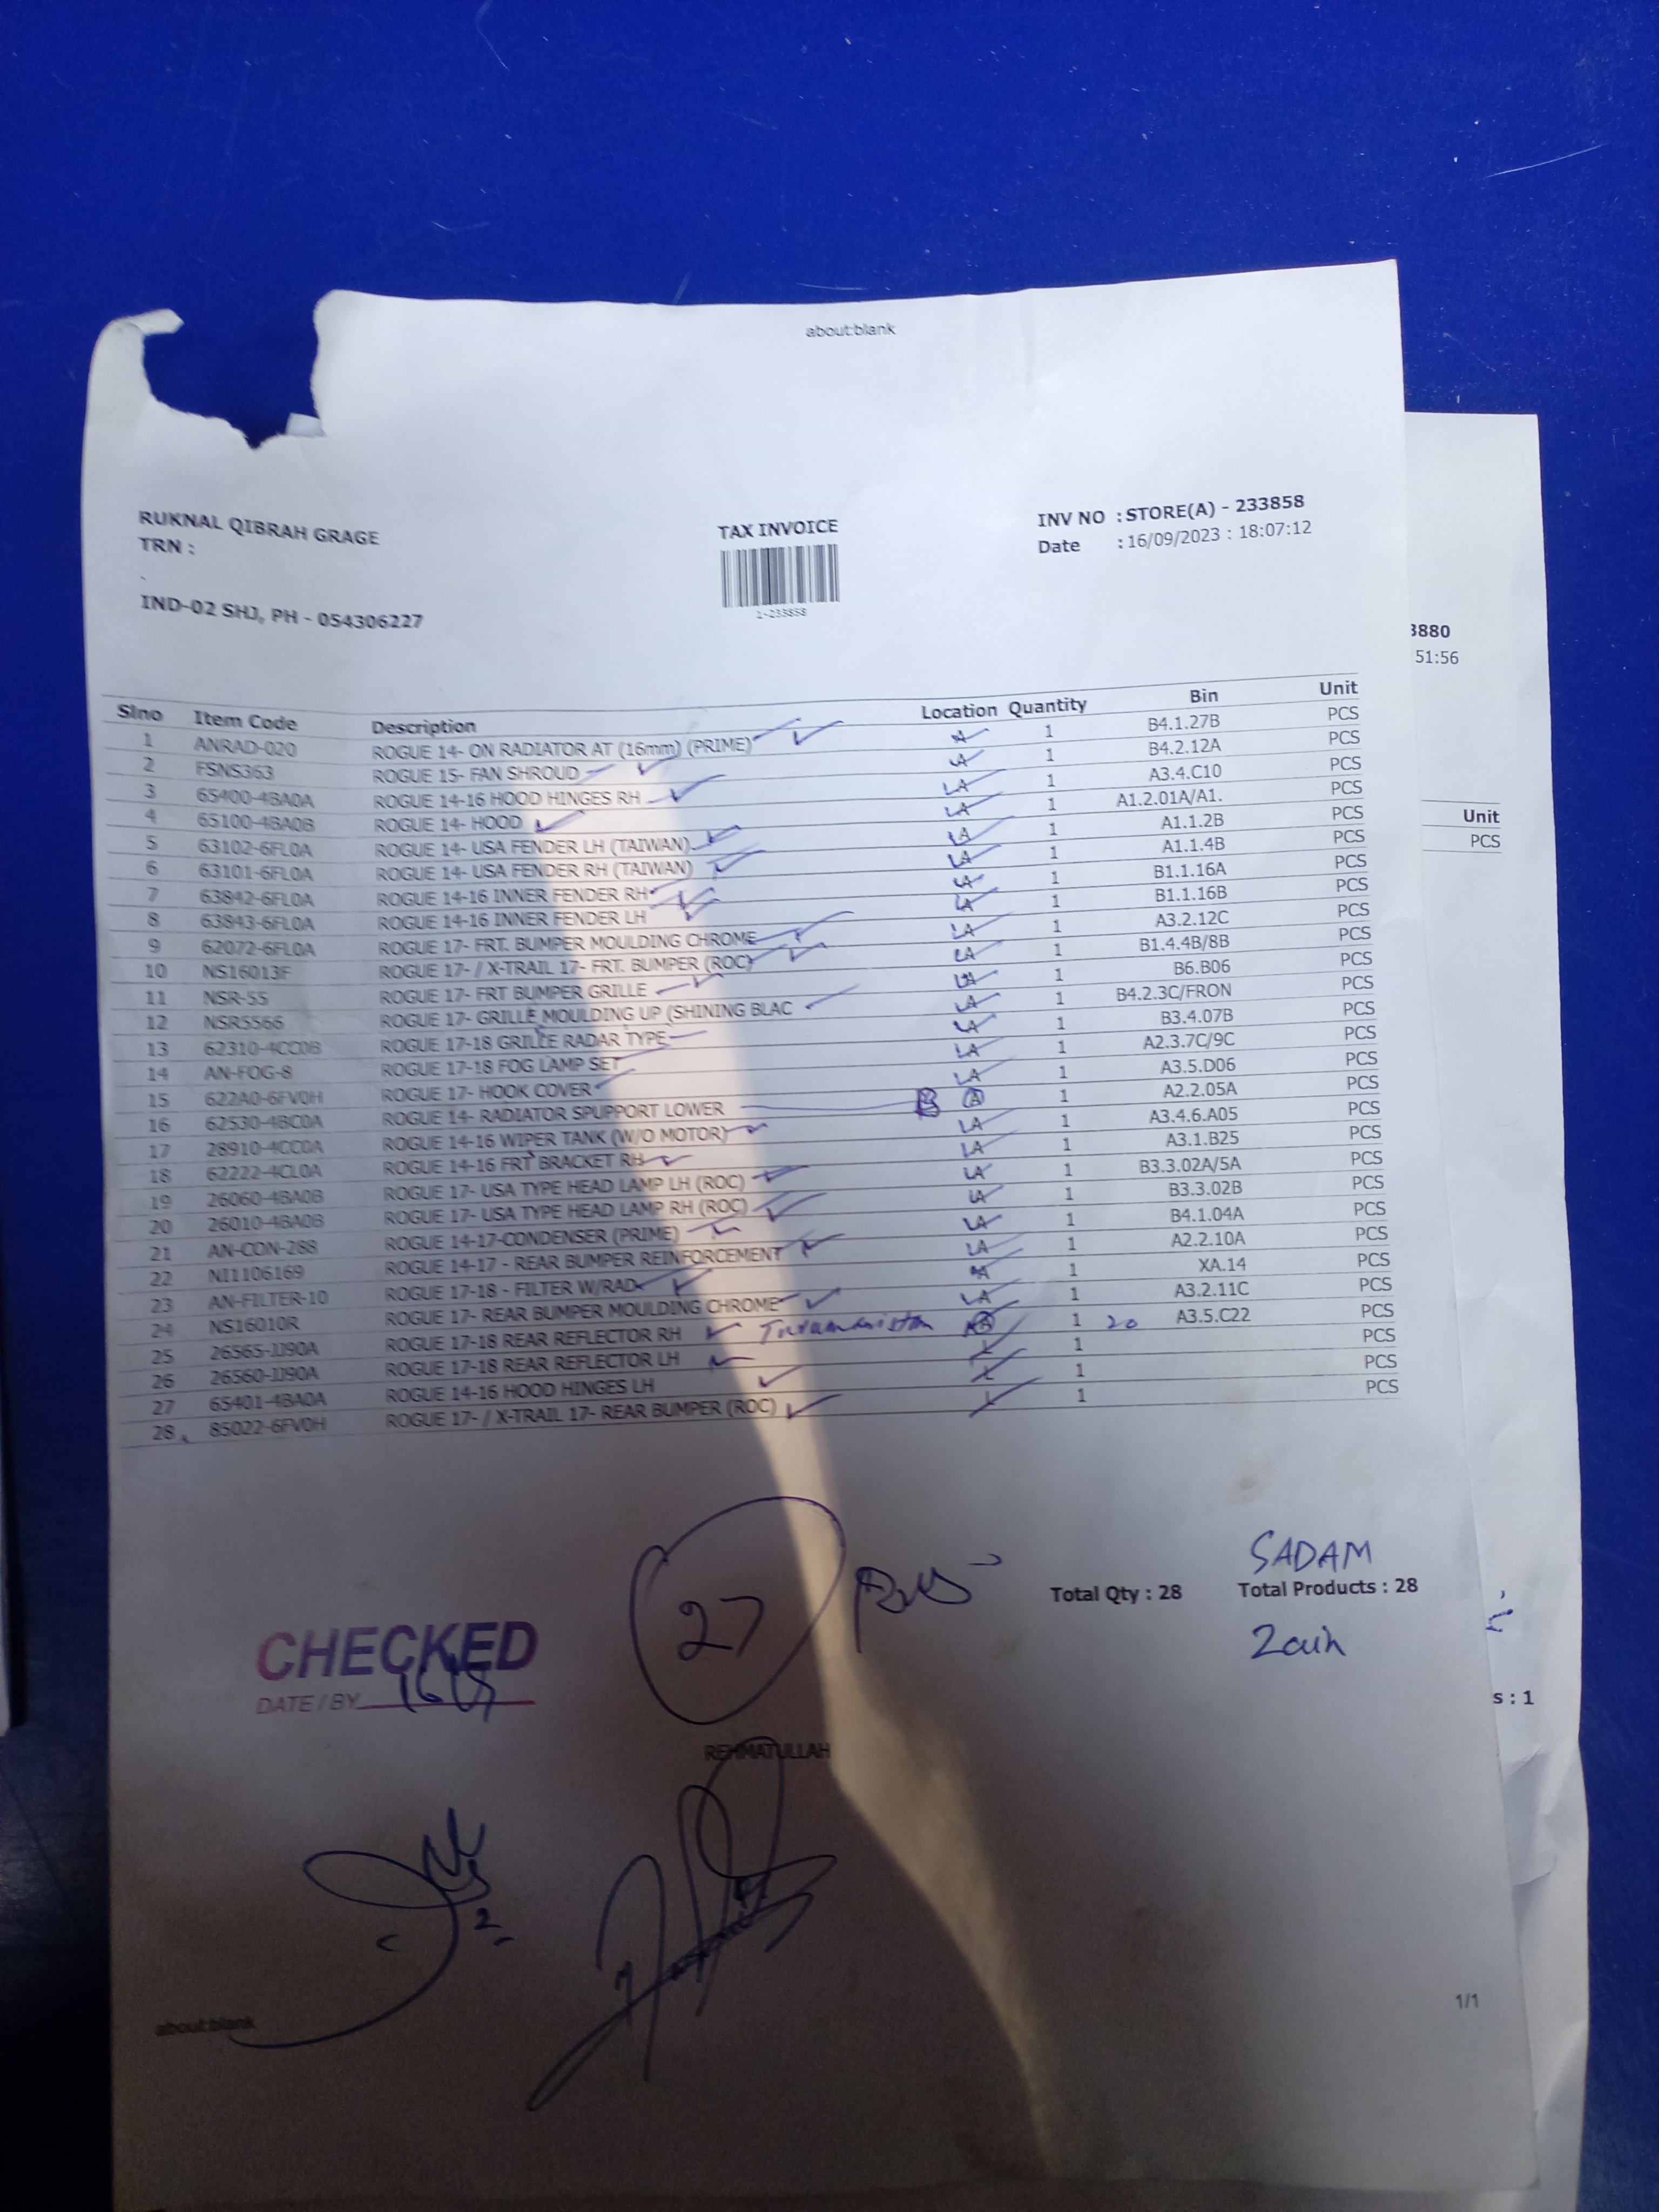 about:blank
RUKNAL QIBRAH GRAGE
TRN :
.
IND-02 SHJ, PH - 054306227
TAX INVOICE
1-233858
INV NO : STORE(A) - 233858
Date : 16/09/2023 : 18:07:12
3880
51:56
Unit
PCS
Slno Item Code Description Location Quantity Bin Unit
1 ANRAD-020 ROGUE 14- ON RADIATOR AT (16mm) (PRIME) A 1 B4.1.27B PCS
2 FSNS363 ROGUE 15- FAN SHROUD A 1 B4.2.12A PCS
3 65400-4BA0A ROGUE 14-16 HOOD HINGES RH A 1 A3.4.C10 PCS
4 65100-4BA0B ROGUE 14- HOOD A 1 A1.2.01A/A1. PCS
5 63102-6FL0A ROGUE 14- USA FENDER LH (TAIWAN) A 1 A1.1.2B PCS
6 63101-6FL0A ROGUE 14- USA FENDER RH (TAIWAN) A 1 A1.1.4B PCS
7 63842-6FL0A ROGUE 14-16 INNER FENDER RH A 1 B1.1.16A PCS
8 63843-6FL0A ROGUE 14-16 INNER FENDER LH A 1 B1.1.16B PCS
9 62072-6FL0A ROGUE 17- FRT. BUMPER MOULDING CHROME A 1 A3.2.12C PCS
10 NS16013F ROGUE 17- / X-TRAIL 17- FRT. BUMPER (ROC) A 1 B1.4.4B/8B PCS
11 NSR-55 ROGUE 17- FRT BUMPER GRILLE A 1 B6.B06 PCS
12 NSR5566 ROGUE 17- GRILLE MOULDING UP (SHINING BLAC A 1 B4.2.3C/FRON PCS
13 62310-4CC0B ROGUE 17-18 GRILLE RADAR TYPE A 1 B3.4.07B PCS
14 AN-FOG-8 ROGUE 17-18 FOG LAMP SET A 1 A2.3.7C/9C PCS
15 622A0-6FV0H ROGUE 17- HOOK COVER A 1 A3.5.D06 PCS
16 62530-4BC0A ROGUE 14- RADIATOR SPUPPORT LOWER B A 1 A2.2.05A PCS
17 28910-4CC0A ROGUE 14-16 WIPER TANK (W/O MOTOR) A 1 A3.4.6.A05 PCS
18 62222-4CL0A ROGUE 14-16 FRT BRACKET RH A 1 A3.1.B25 PCS
19 26060-4BA0B ROGUE 17- USA TYPE HEAD LAMP LH (ROC) A 1 B3.3.02A/5A PCS
20 26010-4BA0B ROGUE 17- USA TYPE HEAD LAMP RH (ROC) A 1 B3.3.02B PCS
21 AN-CON-288 ROGUE 14-17-CONDENSER (PRIME) A 1 B4.1.04A PCS
22 NI1106169 ROGUE 14-17 - REAR BUMPER REINFORCEMENT A 1 A2.2.10A PCS
23 AN-FILTER-10 ROGUE 17-18 - FILTER W/RAD A 1 XA.14 PCS
24 NS16010R ROGUE 17- REAR BUMPER MOULDING CHROME A 1 A3.2.11C PCS
25 26565-JJ90A ROGUE 17-18 REAR REFLECTOR RH A 1 20 A3.5.C22 PCS
26 26560-JJ90A ROGUE 17-18 REAR REFLECTOR LH 1 PCS
27 65401-4BA0A ROGUE 14-16 HOOD HINGES LH 1 PCS
28 85022-6FV0H ROGUE 17- / X-TRAIL 17- REAR BUMPER (ROC) 1 PCS
27
SADAM
Total Qty : 28 Total Products : 28
Zain
CHECKED
DATE / BY
s : 1
REHMATULLAH
2
about:blank
1/1